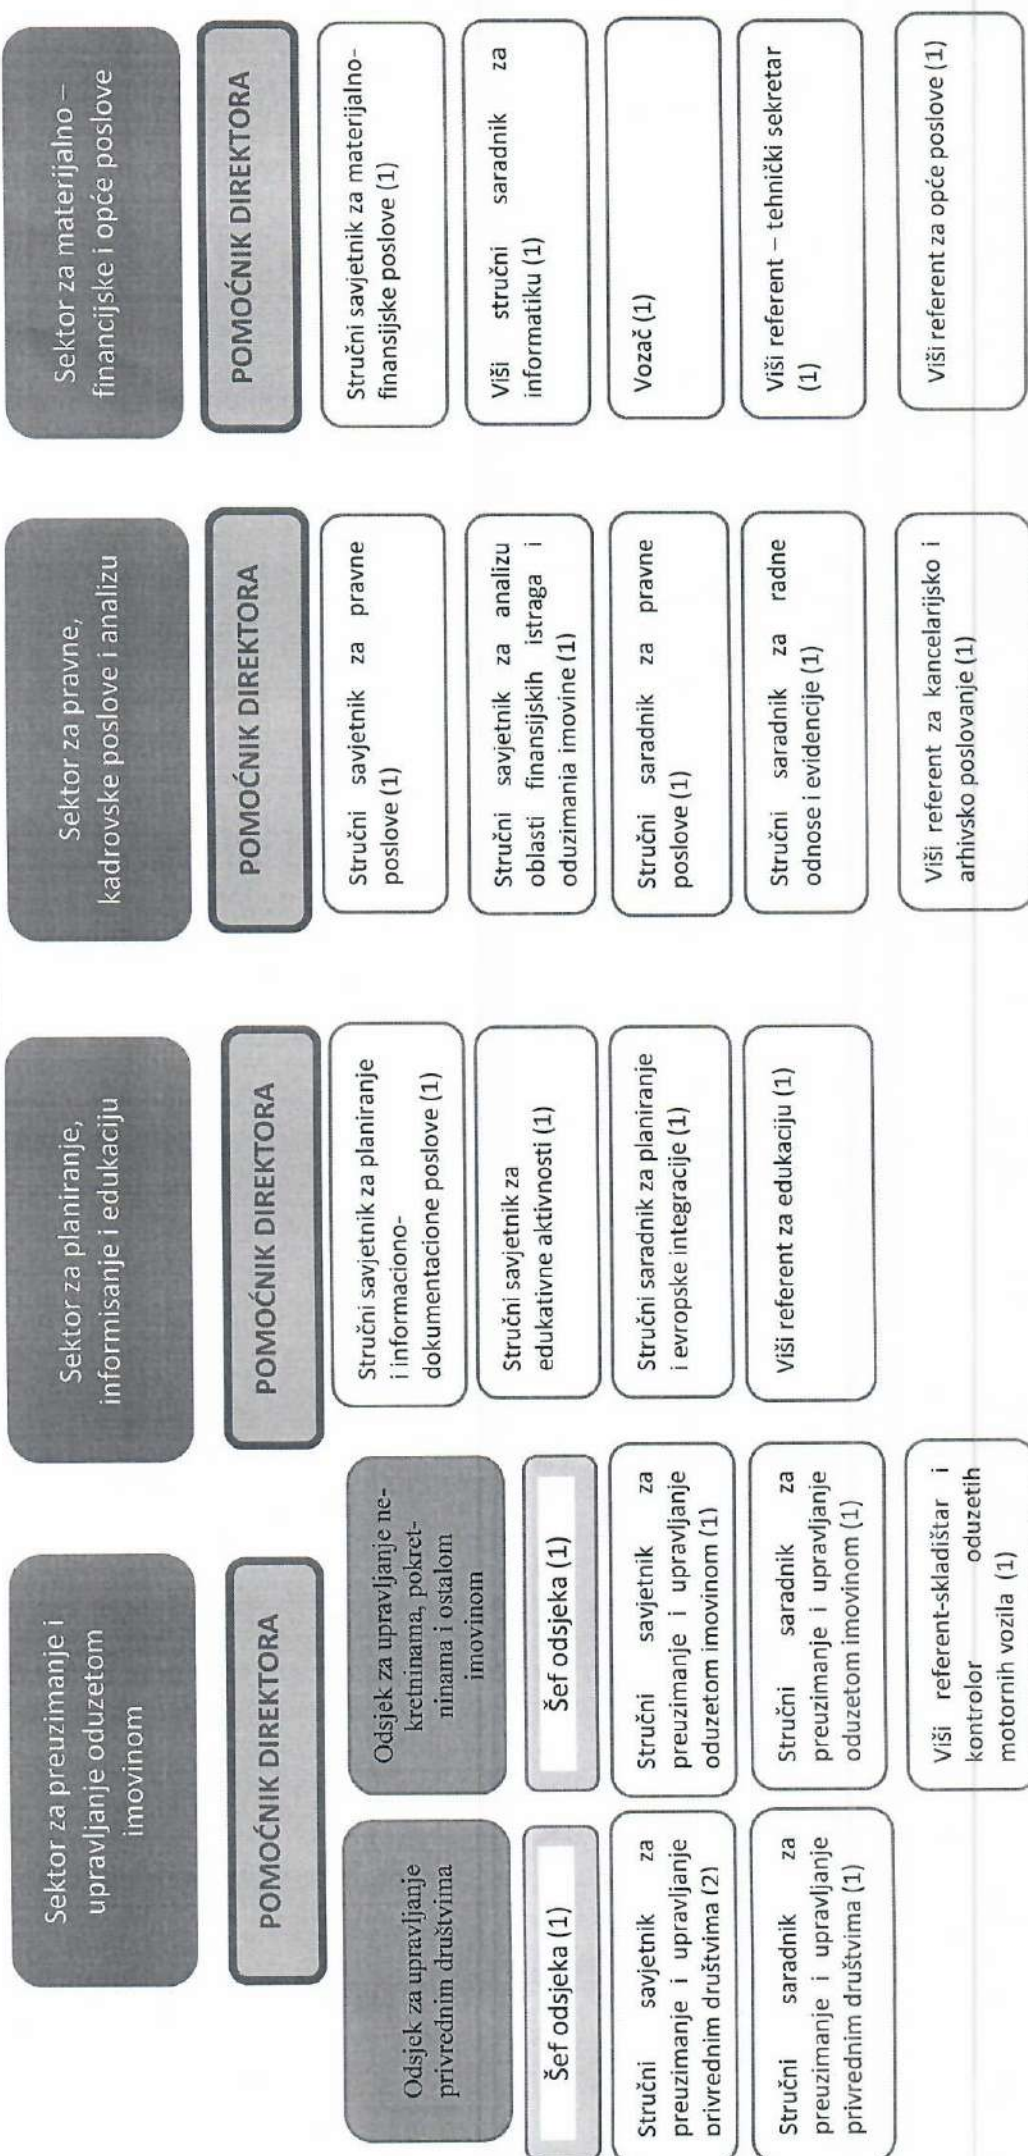 Sektor za preuzimanje i
upravljanje oduzetom
imovinom
POMOĆNIK DIREKTORA
Odsjek za upravljanje
privrednim društvima
Šef odsjeka (1)
Stručni savjetnik za
preuzimanje i upravljanje
privrednim društvima (2)
Stručni saradnik za
preuzimanje i upravljanje
privrednim društvima (1)
Odsjek za upravljanje ne-
kretninama, pokret-
ninama i ostalom
imovinom
Šef odsjeka (1)
Stručni savjetnik za
preuzimanje i upravljanje
oduzetom imovinom (1)
Stručni saradnik za
preuzimanje i upravljanje
oduzetom imovinom (1)
Viši referent-skladištar i
kontrolor oduzetih
motornih vozila (1)
Sektor za planiranje,
informisanje i edukaciju
POMOĆNIK DIREKTORA
Stručni savjetnik za planiranje
i informaciono-
dokumentacione poslove (1)
Stručni savjetnik za
edukativne aktivnosti (1)
Stručni saradnik za planiranje
i evropske integracije (1)
Viši referent za edukaciju (1)
Sektor za pravne,
kadrovske poslove i analizu
POMOĆNIK DIREKTORA
Stručni savjetnik za pravne
poslove (1)
Stručni savjetnik za analizu
oblasti finansijskih istraga i
oduzimanja imovine (1)
Stručni saradnik za pravne
poslove (1)
Stručni saradnik za radne
odnose i evidencije (1)
Viši referent za kancelarijsko i
arhivsko poslovanje (1)
Sektor za materijalno –
financijske i opće poslove
POMOĆNIK DIREKTORA
Stručni savjetnik za materijalno-
finansijske poslove (1)
Viši stručni saradnik za
informatiku (1)
Vozač (1)
Viši referent – tehnički sekretar
(1)
Viši referent za opće poslove (1)